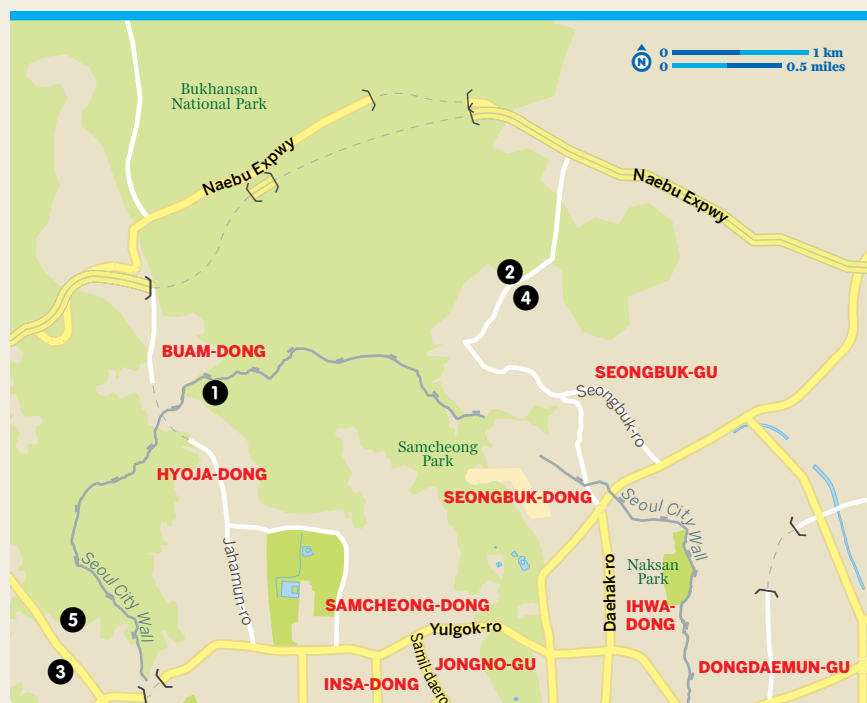 0 1 km
N
0 0.5 miles
Bukhansan
National Park
Naebu Expwy
Naebu Expwy
2
4
BUAM-DONG
1
SEONGBUK-GU
Seongbuk-ro
Samcheong
Park
HYOJA-DONG
SEONGBUK-DONG
Seoul City Wall
Jahamun-ro
Seoul City Wall
Naksan
Park
Daehak-ro
SAMCHEONG-DONG
IHWA-
DONG
5
Yulgok-ro
Samil-daero
JONGNO-GU
DONGDAEMUN-GU
3
INSA-DONG